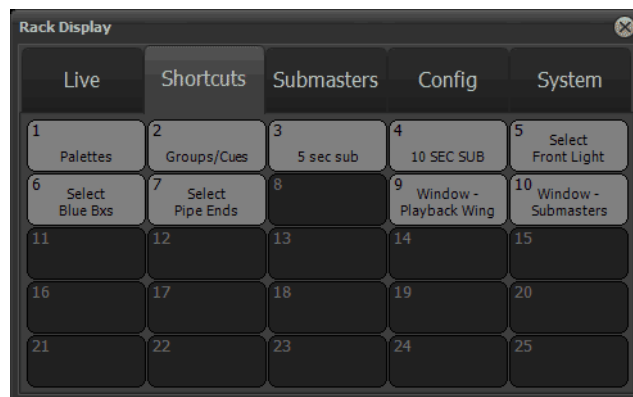 Rack Display
Live Shortcuts Submasters Config System
1 Palettes
2 Groups/Cues
3 5 sec sub
4 10 SEC SUB
5 Select
Front Light
6 Select
Blue Bxs
7 Select
Pipe Ends
8
9 Window -
Playback Wing
10 Window -
Submasters
11 12 13 14 15
16 17 18 19 20
21 22 23 24 25